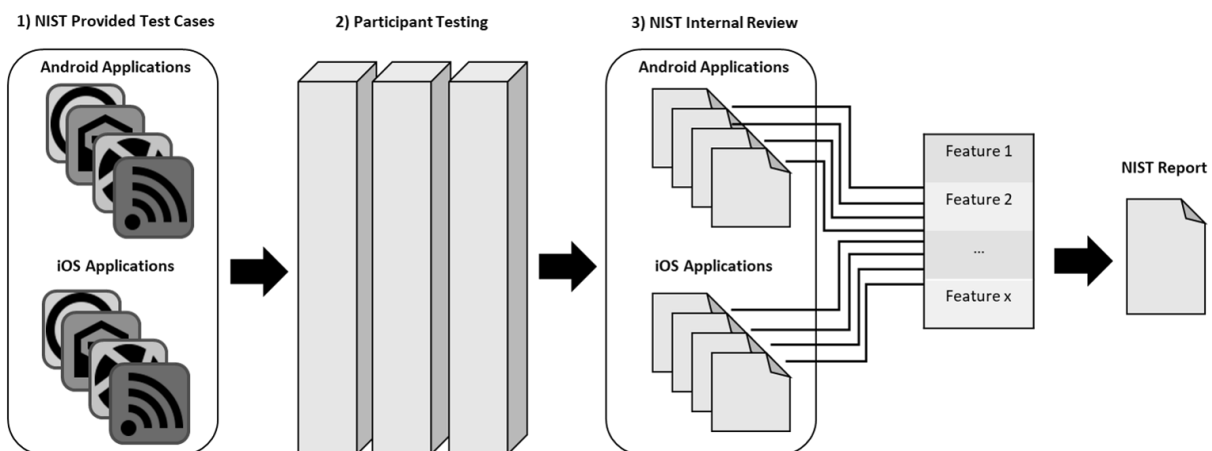 1) NIST Provided Test Cases
Android Applications
iOS Applications
2) Participant Testing
3) NIST Internal Review
Android Applications
iOS Applications
Feature 1
Feature 2
...
Feature x
NIST Report